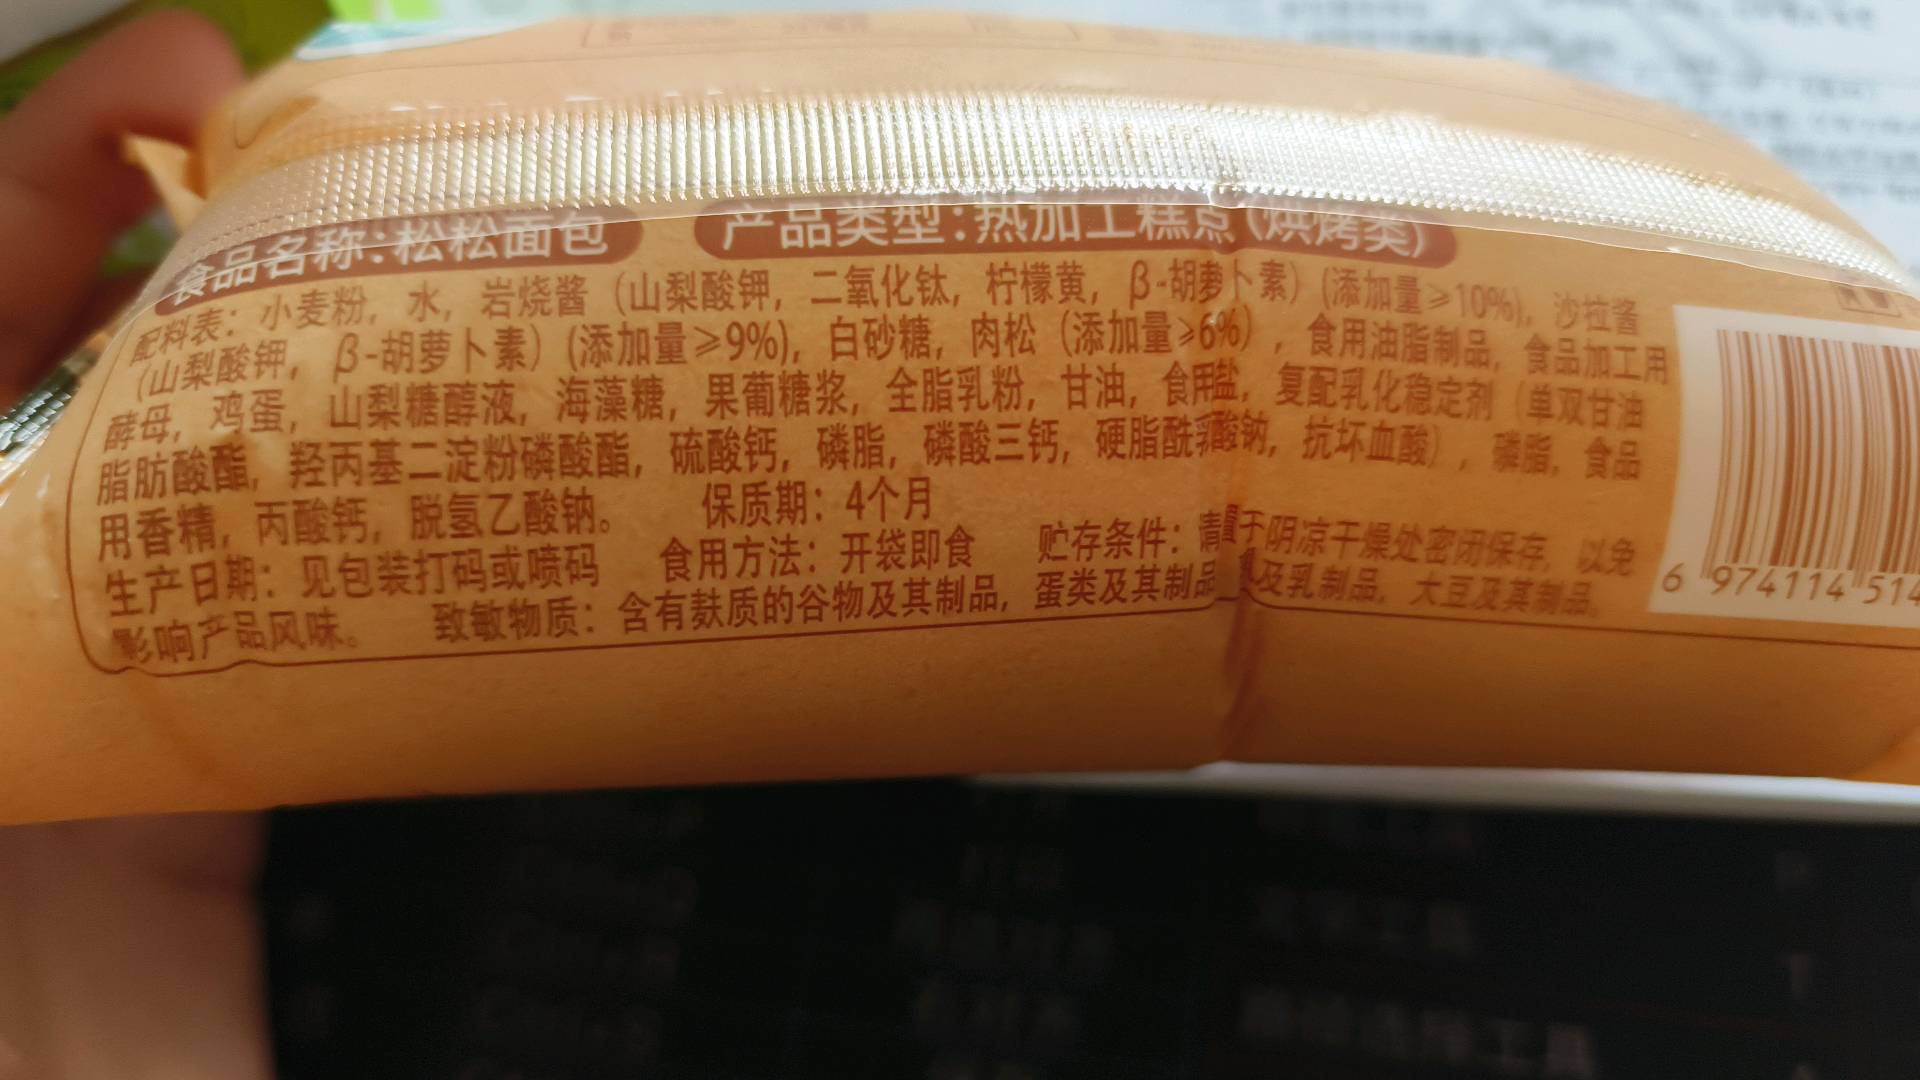 食品名称:松松面包 产品类型:热加工糕点(烘烤类)
配料表：小麦粉，水，岩烧酱（山梨酸钾，二氧化钛，柠檬黄，β-胡萝卜素）(添加量≥10%)，沙拉酱
（山梨酸钾，β-胡萝卜素）(添加量≥9%)，白砂糖，肉松（添加量≥6%），食用油脂制品，食品加工用
酵母，鸡蛋，山梨糖醇液，海藻糖，果葡糖浆，全脂乳粉，甘油，食用盐，复配乳化稳定剂（单双甘油
脂肪酸酯，羟丙基二淀粉磷酸酯，硫酸钙，磷脂，磷酸三钙，硬脂酰乳酸钠，抗坏血酸），磷脂，食品
用香精，丙酸钙，脱氢乙酸钠。 保质期：4个月
生产日期：见包装打码或喷码 食用方法：开袋即食 贮存条件：请置于阴凉干燥处密闭保存，以免
影响产品风味。 致敏物质：含有麸质的谷物及其制品，蛋类及其制品，乳及乳制品，大豆及其制品。
6 974114 514